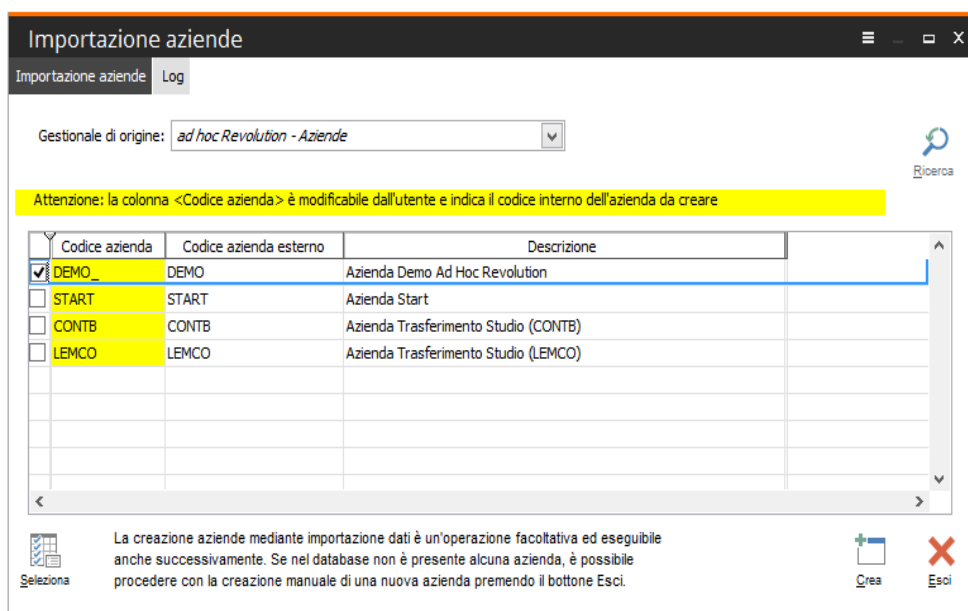 Importazione aziende
Importazione aziende Log
Gestionale di origine: ad hoc Revolution - Aziende
Ricerca
Attenzione: la colonna <Codice azienda> è modificabile dall'utente e indica il codice interno dell'azienda da creare
Codice azienda Codice azienda esterno Descrizione
DEMO_ DEMO Azienda Demo Ad Hoc Revolution
START START Azienda Start
CONTB CONTB Azienda Trasferimento Studio (CONTB)
LEMCO LEMCO Azienda Trasferimento Studio (LEMCO)
La creazione aziende mediante importazione dati è un'operazione facoltativa ed eseguibile
anche successivamente. Se nel database non è presente alcuna azienda, è possibile
procedere con la creazione manuale di una nuova azienda premendo il bottone Esci.
Seleziona
Crea
Esci